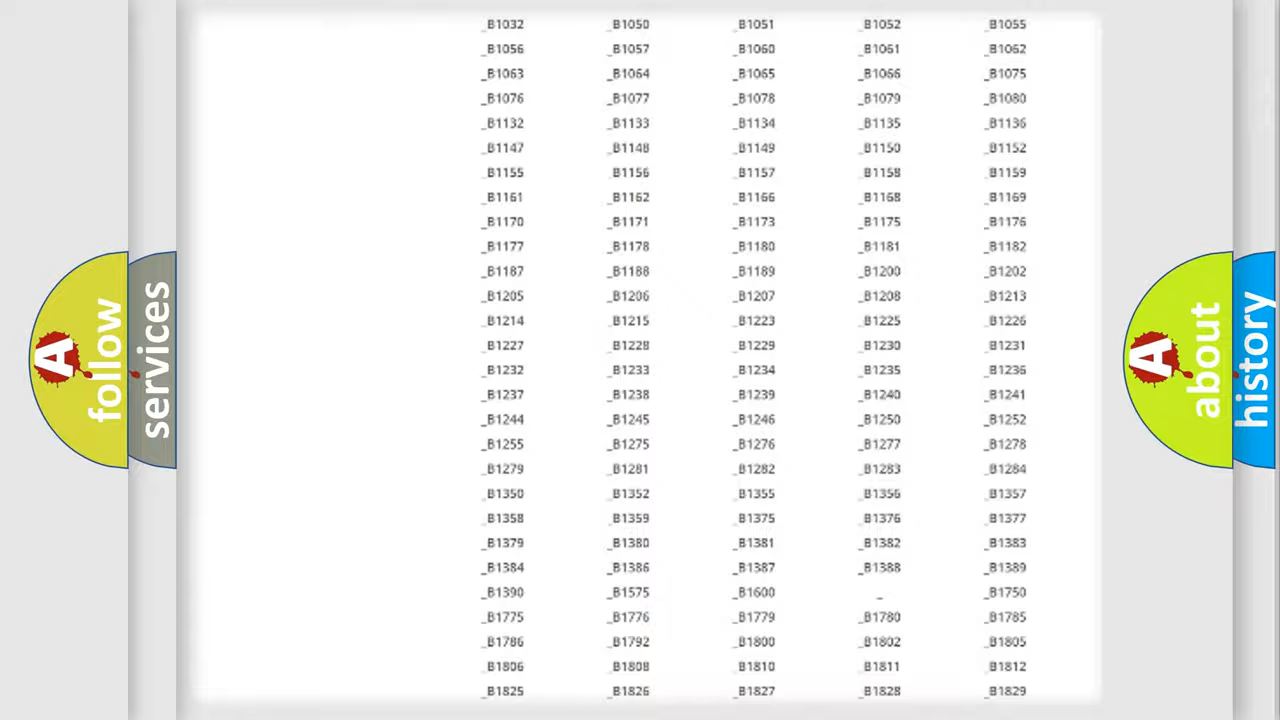 _B1032 _B1050 _B1051 _B1052 _B1055
_B1056 _B1057 _B1060 _B1061 _B1062
_B1063 _B1064 _B1065 _B1066 _B1075
_B1076 _B1077 _B1078 _B1079 _B1080
_B1132 _B1133 _B1134 _B1135 _B1136
_B1147 _B1148 _B1149 _B1150 _B1152
_B1155 _B1156 _B1157 _B1158 _B1159
_B1161 _B1162 _B1166 _B1168 _B1169
_B1170 _B1171 _B1173 _B1175 _B1176
_B1177 _B1178 _B1180 _B1181 _B1182
_B1187 _B1188 _B1189 _B1200 _B1202
_B1205 _B1206 _B1207 _B1208 _B1213
_B1214 _B1215 _B1223 _B1225 _B1226
_B1227 _B1228 _B1229 _B1230 _B1231
_B1232 _B1233 _B1234 _B1235 _B1236
_B1237 _B1238 _B1239 _B1240 _B1241
_B1244 _B1245 _B1246 _B1250 _B1252
_B1255 _B1275 _B1276 _B1277 _B1278
_B1279 _B1281 _B1282 _B1283 _B1284
_B1350 _B1352 _B1355 _B1356 _B1357
_B1358 _B1359 _B1375 _B1376 _B1377
_B1379 _B1380 _B1381 _B1382 _B1383
_B1384 _B1386 _B1387 _B1388 _B1389
_B1390 _B1575 _B1600 _ _B1750
_B1775 _B1776 _B1779 _B1780 _B1785
_B1786 _B1792 _B1800 _B1802 _B1805
_B1806 _B1808 _B1810 _B1811 _B1812
_B1825 _B1826 _B1827 _B1828 _B1829
A
follow
services
A
about
history